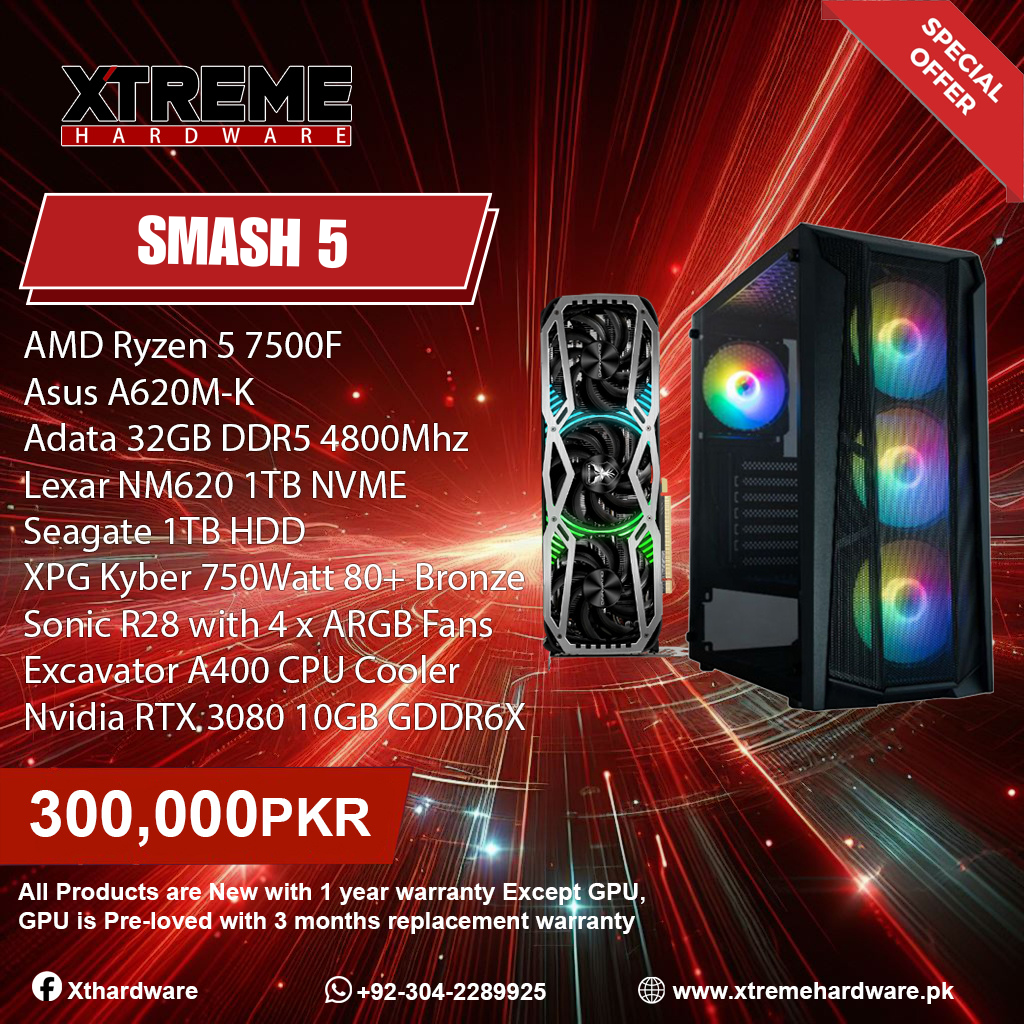 XTREME
HARDWARE
SPECIAL
OFFER
SMASH 5
AMD Ryzen 5 7500F
Asus A620M-K
Adata 32GB DDR5 4800Mhz
Lexar NM620 1TB NVME
Seagate 1TB HDD
XPG Kyber 750Watt 80+ Bronze
Sonic R28 with 4 x ARGB Fans
Excavator A400 CPU Cooler
Nvidia RTX 3080 10GB GDDR6X
300,000PKR
All Products are New with 1 year warranty Except GPU,
GPU is Pre-loved with 3 months replacement warranty
Xthardware
+92-304-2289925
www.xtremehardware.pk